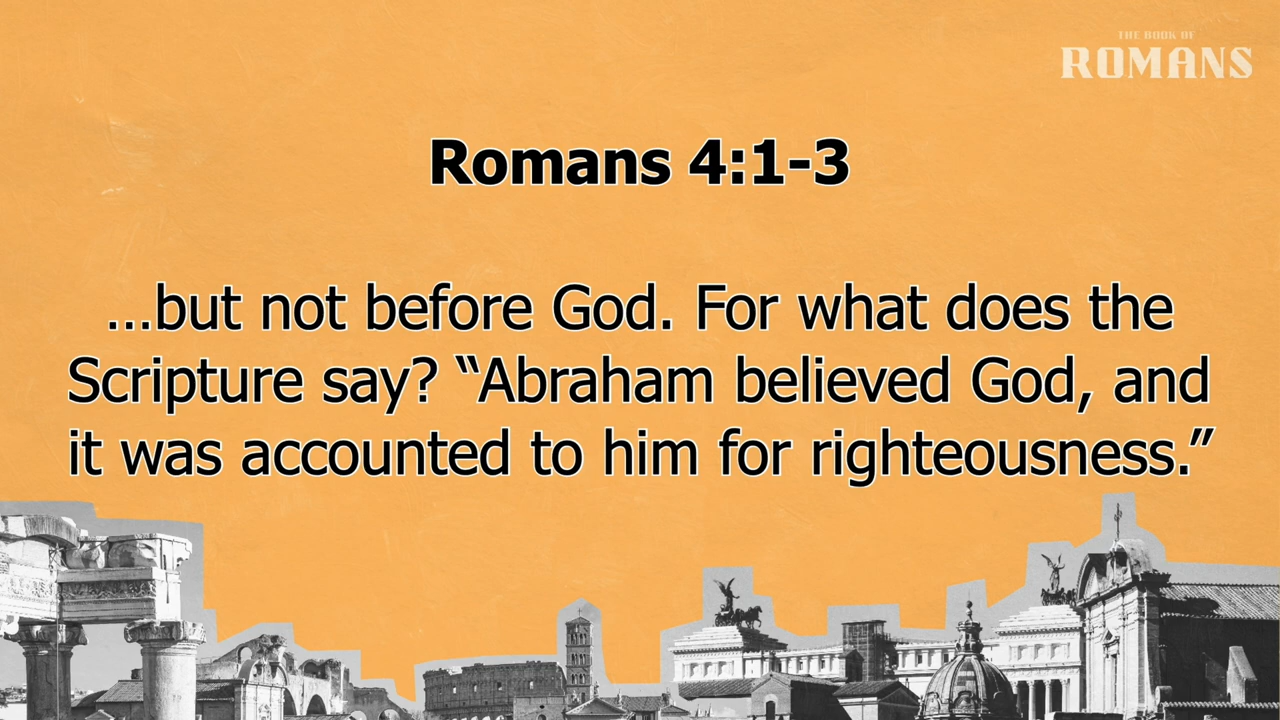 THE BOOK OF
ROMANS
Romans 4:1-3
...but not before God. For what does the
Scripture say? “Abraham believed God, and
it was accounted to him for righteousness.”